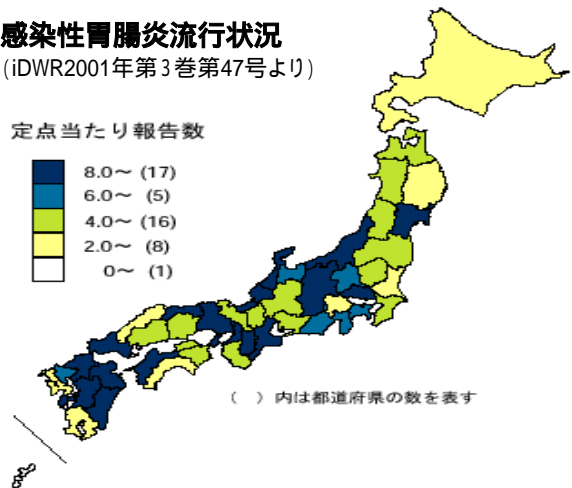 感染性胃腸炎流行状況
(iDWR2001年第3巻第47号より)
定点当たり報告数
8.0〜 (17)
6.0〜 (5)
4.0〜 (16)
2.0〜 (8)
0〜 (1)
（　）内は都道府県の数を表す